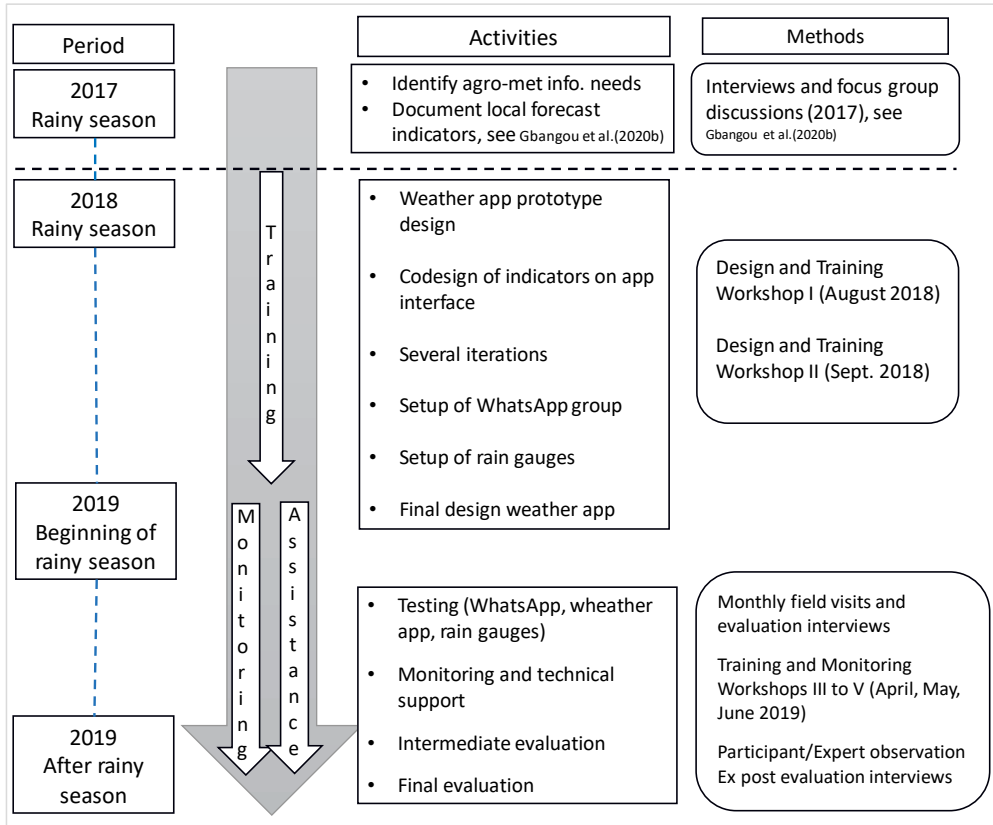 Period
Activities
Methods
2017
Rainy season
• Identify agro-met info. needs
• Document local forecast
indicators, see Gbangou et al.(2020b)
Interviews and focus group
discussions (2017), see
Gbangou et al.(2020b)
2018
Rainy season
Training
• Weather app prototype
design
• Codesign of indicators on app
interface
• Several iterations
• Setup of WhatsApp group
• Setup of rain gauges
• Final design weather app
Design and Training
Workshop I (August 2018)
Design and Training
Workshop II (Sept. 2018)
2019
Beginning of
rainy season
Monitoring
Assistance
• Testing (WhatsApp, wheather
app, rain gauges)
• Monitoring and technical
support
• Intermediate evaluation
• Final evaluation
Monthly field visits and
evaluation interviews
Training and Monitoring
Workshops III to V (April, May,
June 2019)
Participant/Expert observation
Ex post evaluation interviews
2019
After rainy
season